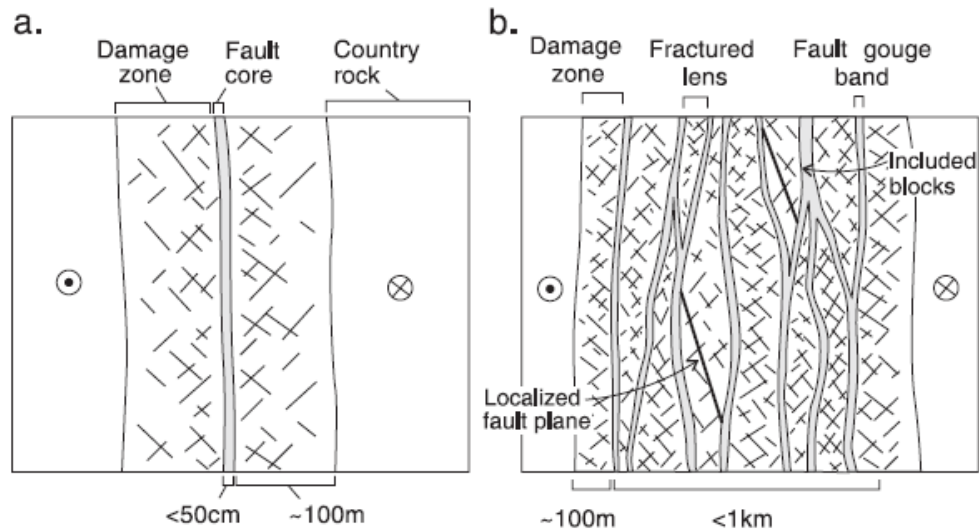 a.
Damage
zone
Fault
core
Country
rock
<50cm
~100m
b.
Damage
zone
Fractured
lens
Fault gouge
band
Included
blocks
Localized
fault plane
~100m
<1km